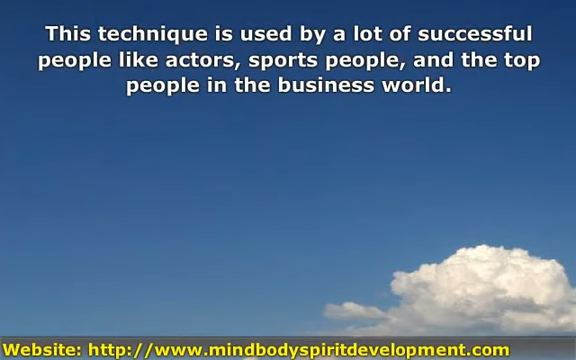 This technique is used by a lot of successful
people like actors, sports people, and the top
people in the business world.
Website: http://www.mindbodyspiritdevelopment.com